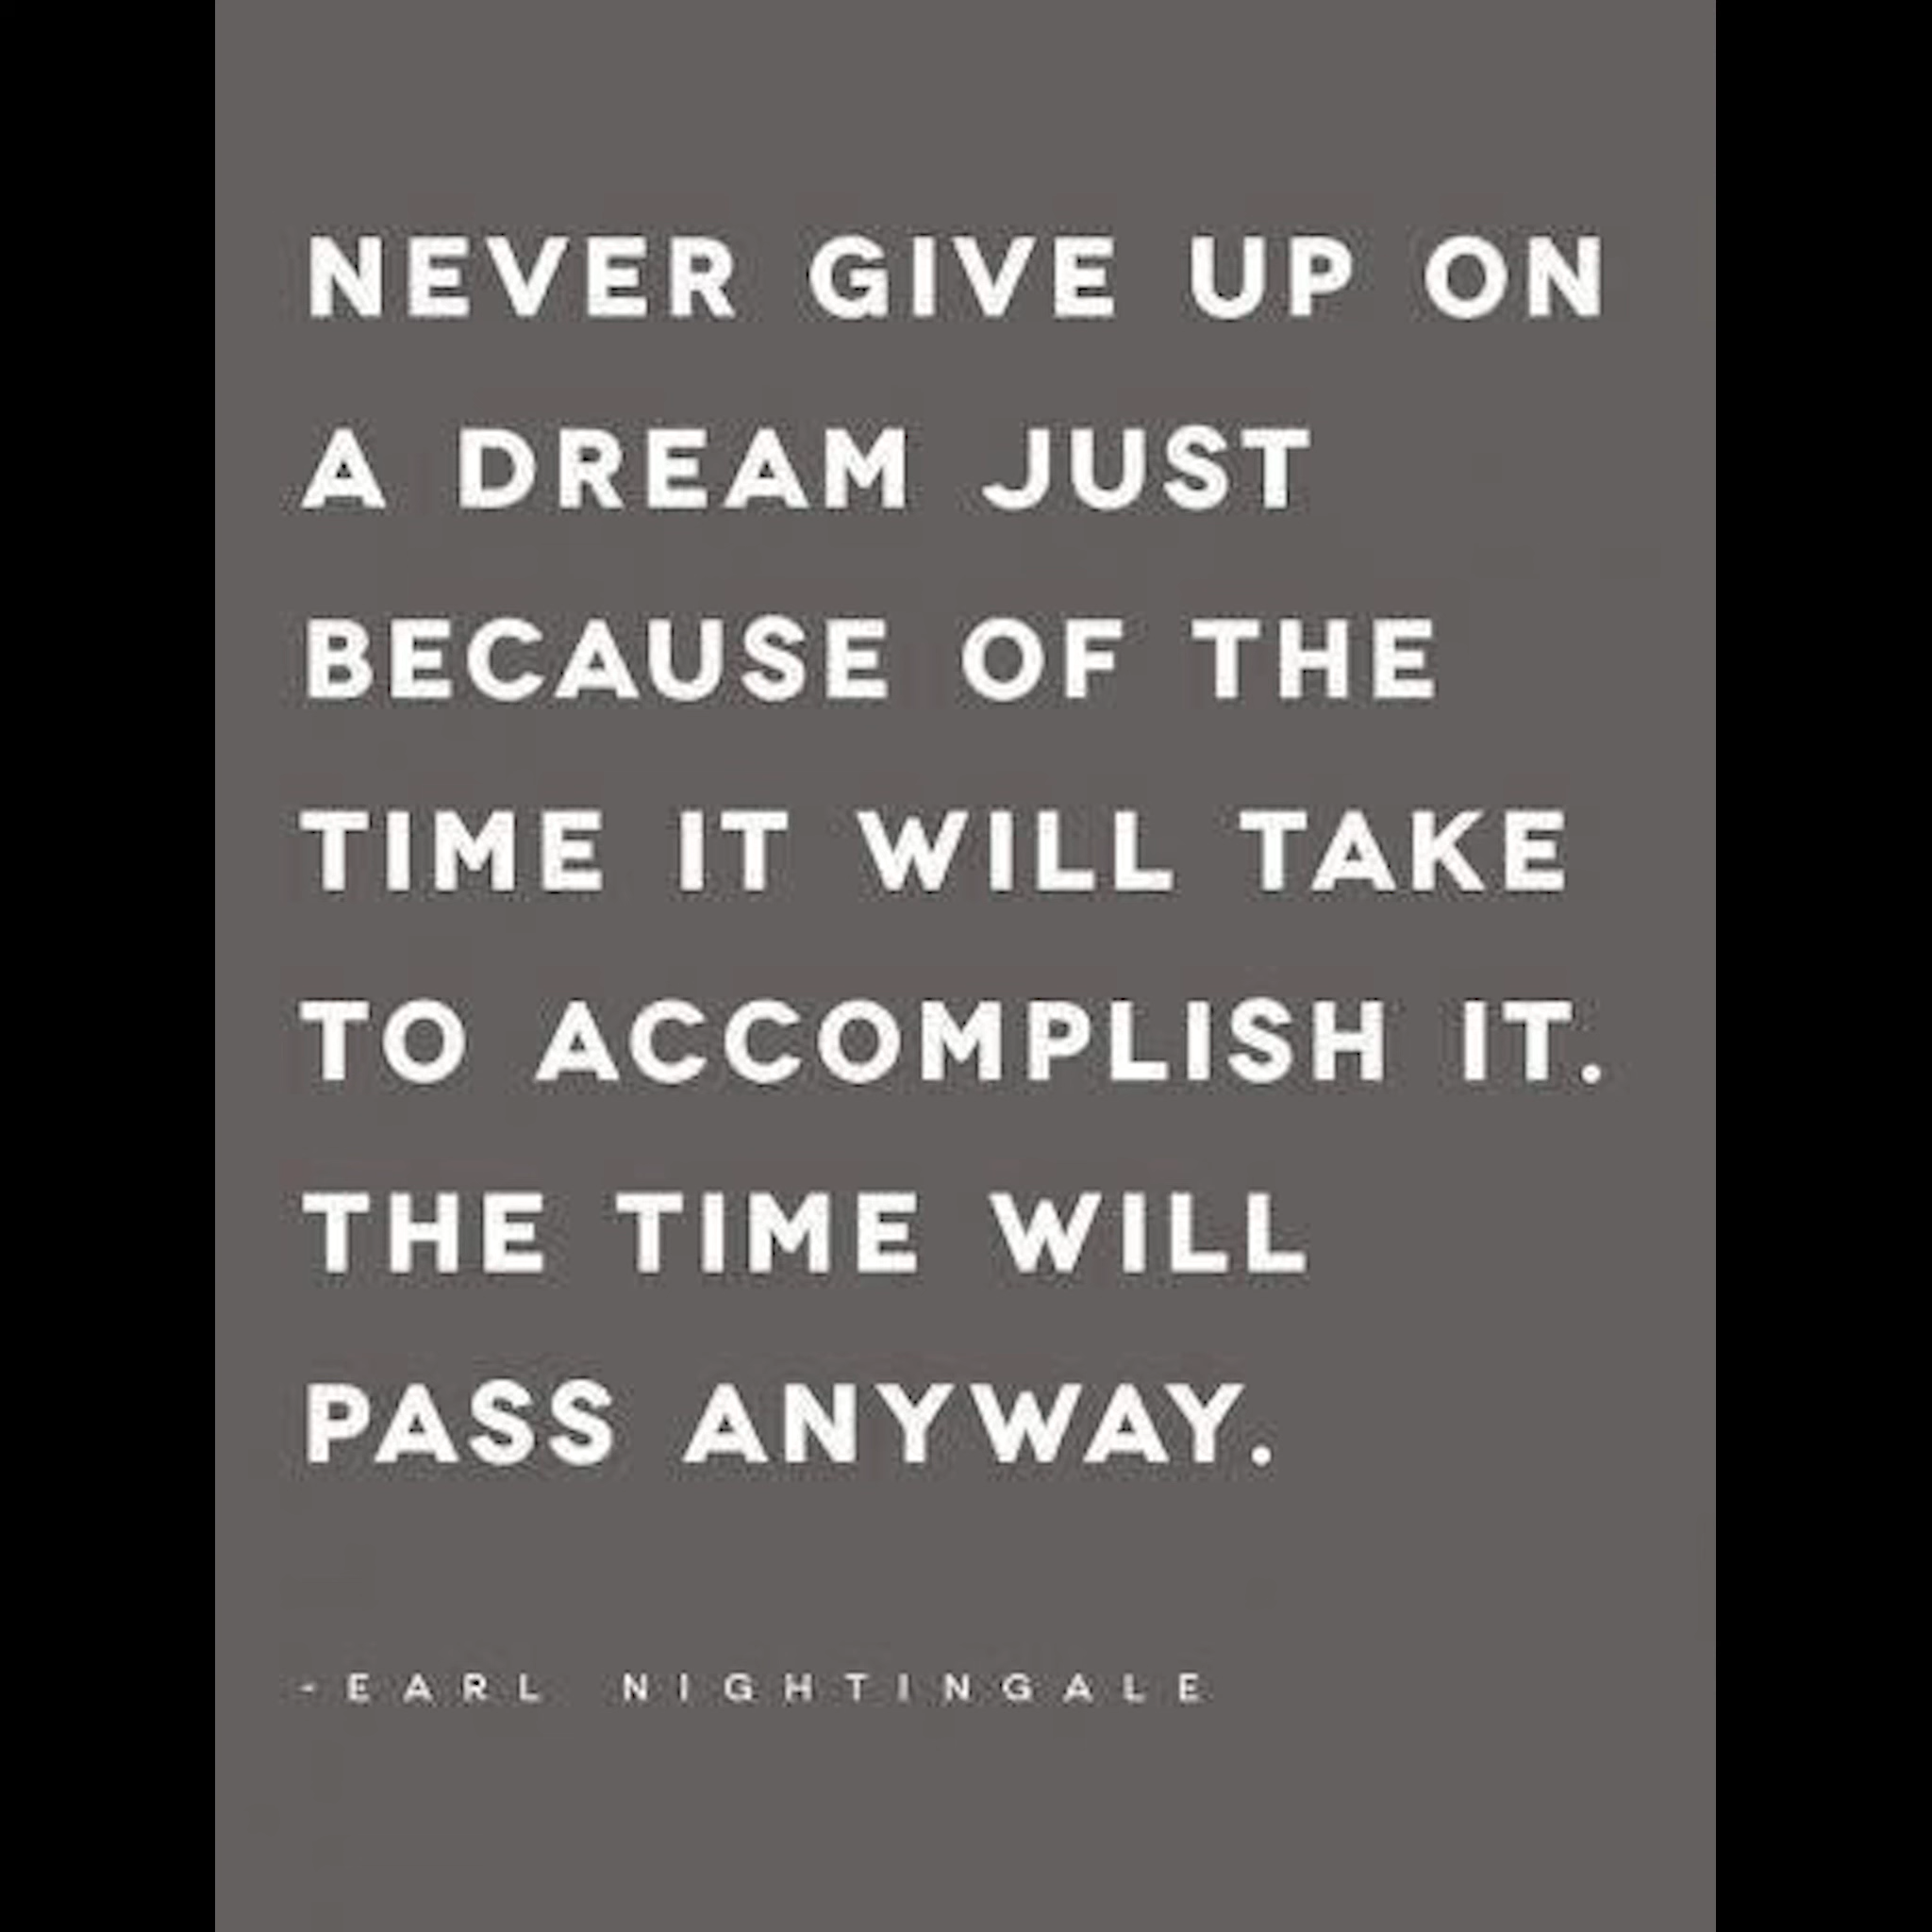 NEVER GIVE UP ON
A DREAM JUST
BECAUSE OF THE
TIME IT WILL TAKE
TO ACCOMPLISH IT.
THE TIME WILL
PASS ANYWAY.
-EARL NIGHTINGALE